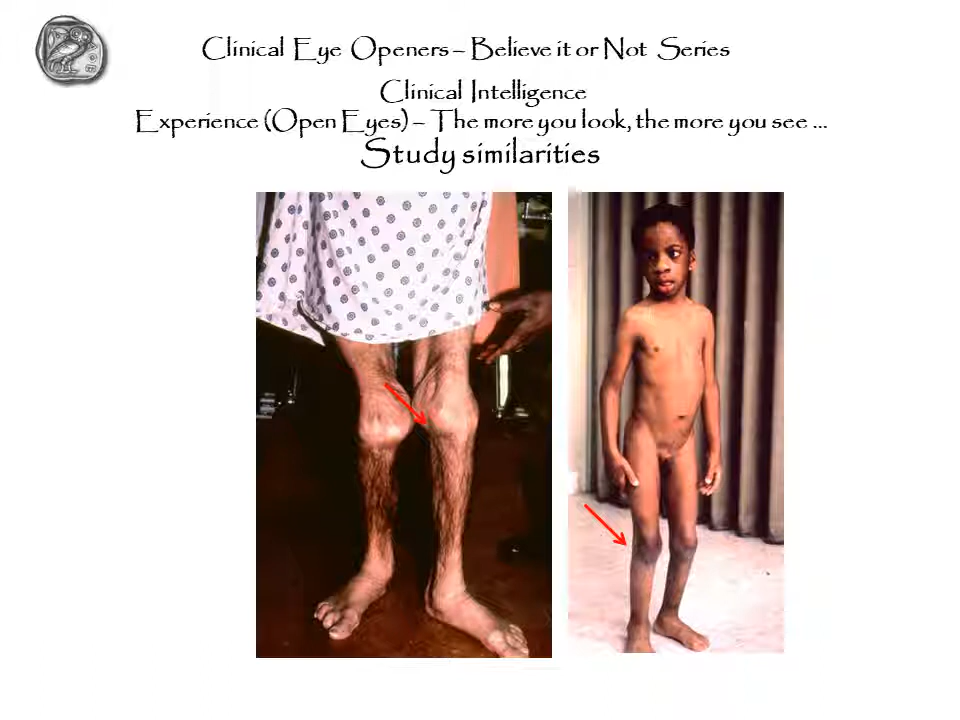 Clinical Eye Openers – Believe it or Not Series
Clinical Intelligence
Experience (Open Eyes) – The more you look, the more you see ...
Study similarities